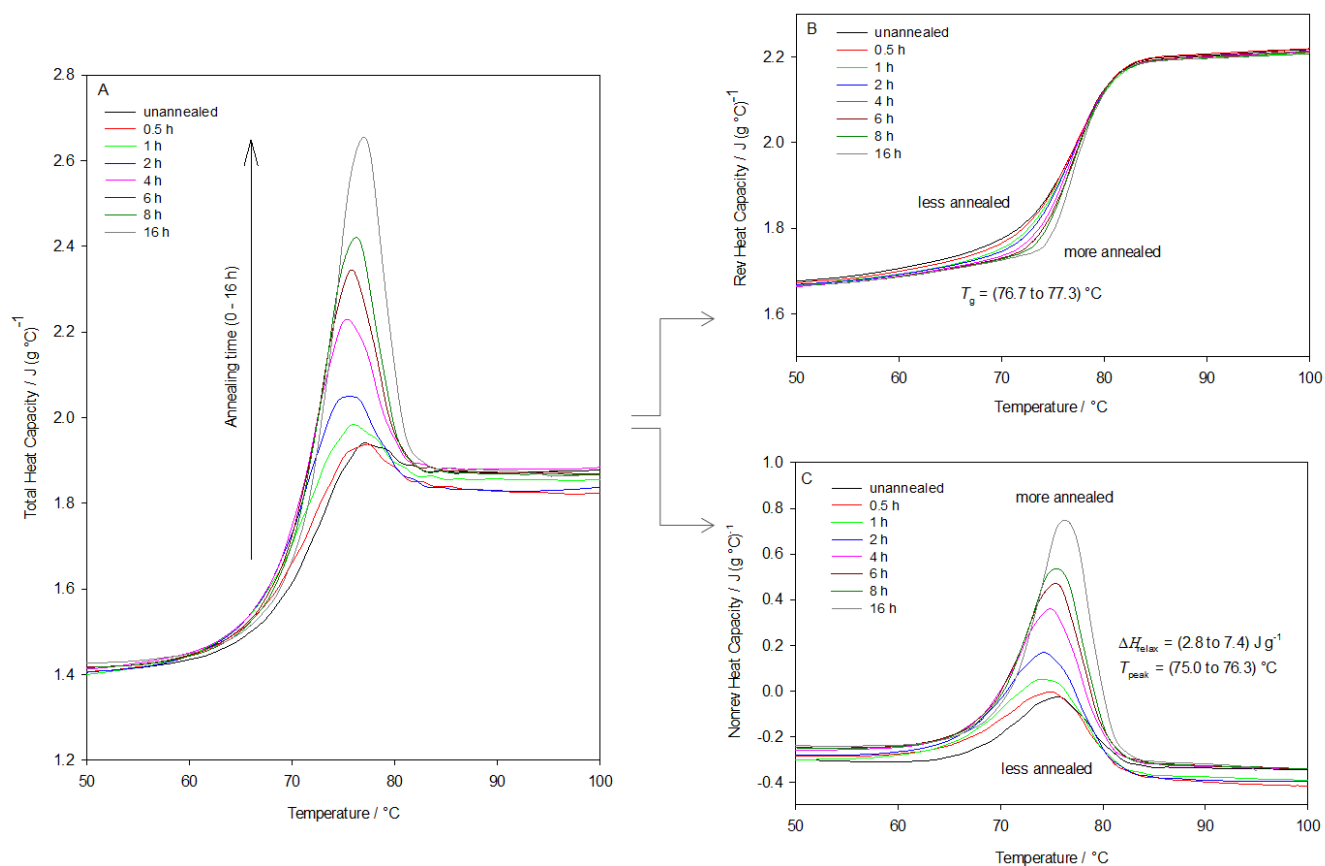 A
unannealed
0.5 h
1 h
2 h
4 h
6 h
8 h
16 h
Annealing time (0 - 16 h)
Total Heat Capacity / J (g °C)⁻¹
2.8
2.6
2.4
2.2
2.0
1.8
1.6
1.4
1.2
50 60 70 80 90 100
Temperature / °C
B
unannealed
0.5 h
1 h
2 h
4 h
6 h
8 h
16 h
less annealed
more annealed
Tg = (76.7 to 77.3) °C
Rev Heat Capacity / J (g °C)⁻¹
2.2
2.0
1.8
1.6
50 60 70 80 90 100
Temperature / °C
C
unannealed
0.5 h
1 h
2 h
4 h
6 h
8 h
16 h
more annealed
less annealed
ΔHrelax = (2.8 to 7.4) J g⁻¹
Tpeak = (75.0 to 76.3) °C
Nonrev Heat Capacity / J (g °C)⁻¹
1.0
0.8
0.6
0.4
0.2
0.0
-0.2
-0.4
50 60 70 80 90 100
Temperature / °C